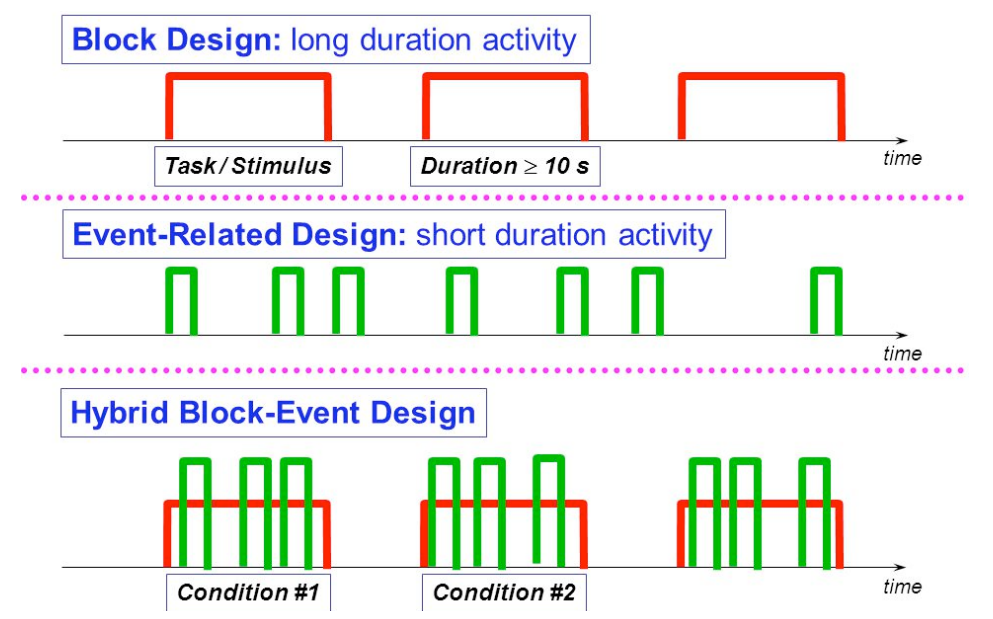 Block Design: long duration activity
time
Task / Stimulus
Duration ≥ 10 s
Event-Related Design: short duration activity
time
Hybrid Block-Event Design
time
Condition #1
Condition #2